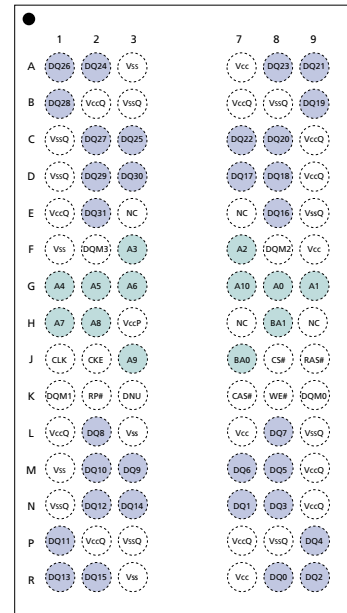 1 2 3 7 8 9
A DQ26 DQ24 Vss Vcc DQ23 DQ21
B DQ28 VccQ VssQ VccQ VssQ DQ19
C VssQ DQ27 DQ25 DQ22 DQ20 VccQ
D VssQ DQ29 DQ30 DQ17 DQ18 VccQ
E VccQ DQ31 NC NC DQ16 VssQ
F Vss DQM3 A3 A2 DQM2 Vcc
G A4 A5 A6 A10 A0 A1
H A7 A8 VccP NC BA1 NC
J CLK CKE A9 BA0 CS# RAS#
K DQM1 RP# DNU CAS# WE# DQM0
L VccQ DQ8 Vss Vcc DQ7 VssQ
M Vss DQ10 DQ9 DQ6 DQ5 VccQ
N VssQ DQ12 DQ14 DQ1 DQ3 VccQ
P DQ11 VccQ VssQ VccQ VssQ DQ4
R DQ13 DQ15 Vss Vcc DQ0 DQ2